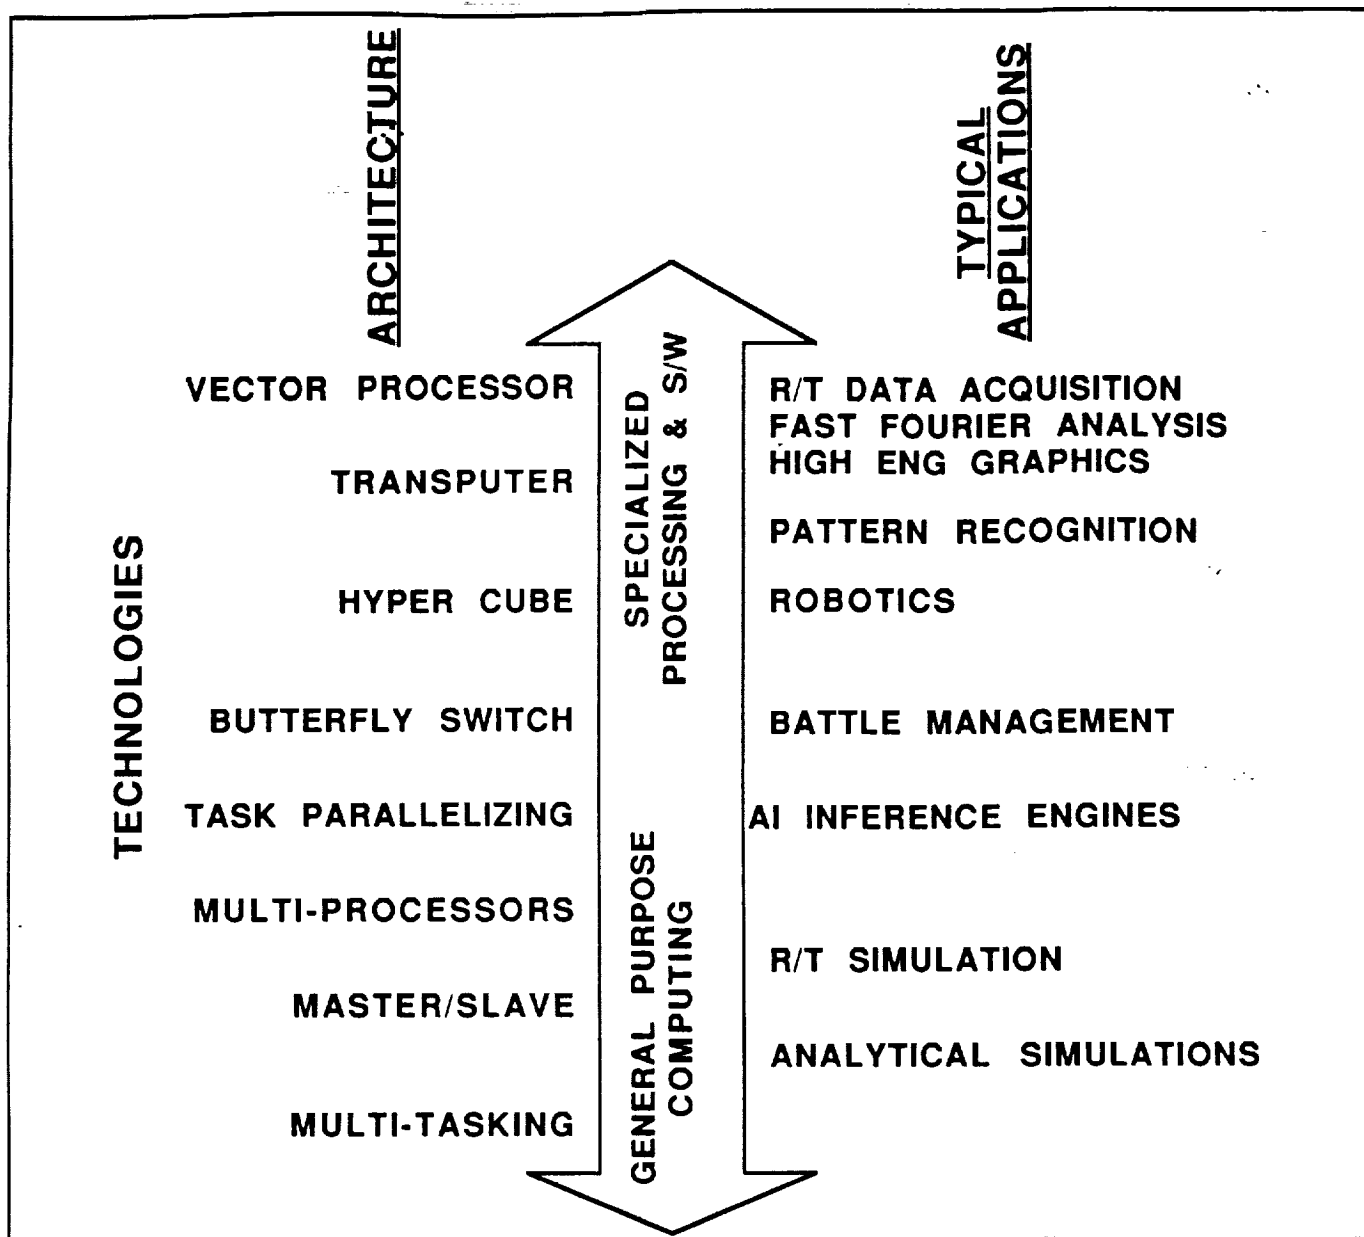 ARCHITECTURE
TYPICAL
APPLICATIONS
TECHNOLOGIES
VECTOR PROCESSOR
TRANSPUTER
HYPER CUBE
BUTTERFLY SWITCH
TASK PARALLELIZING
MULTI-PROCESSORS
MASTER/SLAVE
MULTI-TASKING
SPECIALIZED
PROCESSING & S/W
GENERAL PURPOSE
COMPUTING
R/T DATA ACQUISITION
FAST FOURIER ANALYSIS
HIGH ENG GRAPHICS
PATTERN RECOGNITION
ROBOTICS
BATTLE MANAGEMENT
AI INFERENCE ENGINES
R/T SIMULATION
ANALYTICAL SIMULATIONS